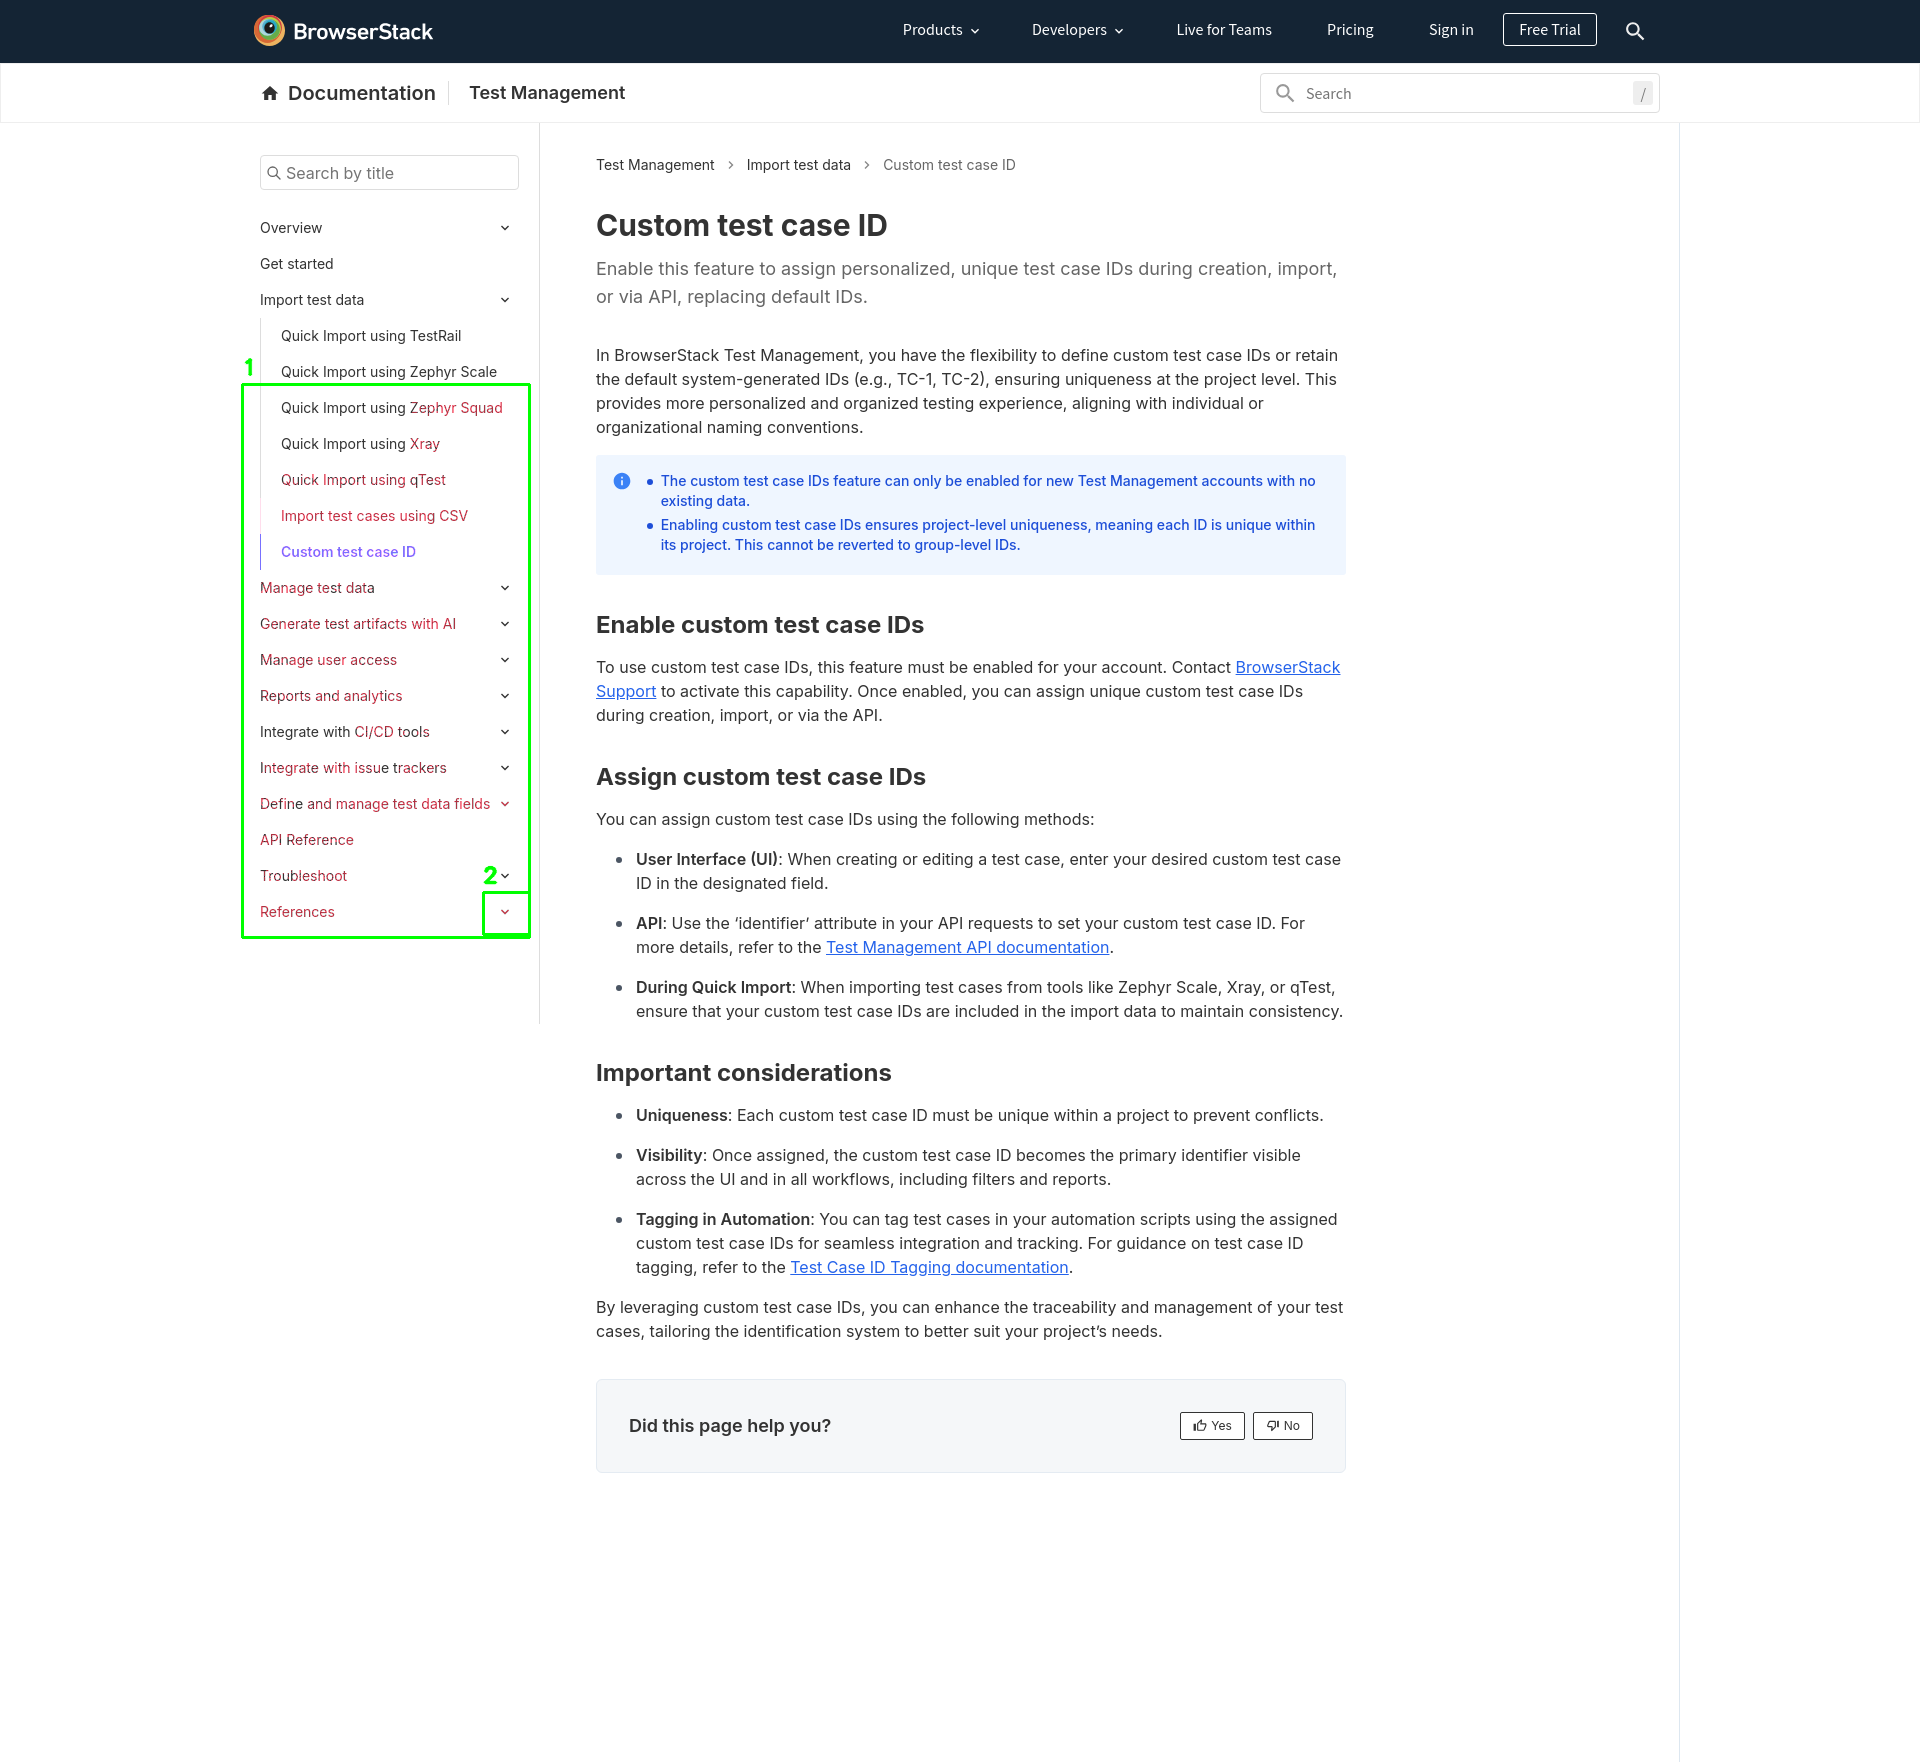 BrowserStack
Products
Developers
Live for Teams
Pricing
Sign in
Free Trial
Documentation
Test Management
Search
/
Search by title
Overview
Get started
Import test data
Quick Import using TestRail
1
Quick Import using Zephyr Scale
Quick Import using Zephyr Squad
Quick Import using Xray
Quick Import using qTest
Import test cases using CSV
Custom test case ID
Manage test data
Generate test artifacts with AI
Manage user access
Reports and analytics
Integrate with CI/CD tools
Integrate with issue trackers
Define and manage test data fields
API Reference
Troubleshoot
2
References
Test Management
Import test data
Custom test case ID
Custom test case ID
Enable this feature to assign personalized, unique test case IDs during creation, import,
or via API, replacing default IDs.
In BrowserStack Test Management, you have the flexibility to define custom test case IDs or retain
the default system-generated IDs (e.g., TC-1, TC-2), ensuring uniqueness at the project level. This
provides more personalized and organized testing experience, aligning with individual or
organizational naming conventions.
The custom test case IDs feature can only be enabled for new Test Management accounts with no
existing data.
Enabling custom test case IDs ensures project-level uniqueness, meaning each ID is unique within
its project. This cannot be reverted to group-level IDs.
Enable custom test case IDs
To use custom test case IDs, this feature must be enabled for your account. Contact BrowserStack
Support to activate this capability. Once enabled, you can assign unique custom test case IDs
during creation, import, or via the API.
Assign custom test case IDs
You can assign custom test case IDs using the following methods:
User Interface (UI): When creating or editing a test case, enter your desired custom test case
ID in the designated field.
API: Use the ‘identifier’ attribute in your API requests to set your custom test case ID. For
more details, refer to the Test Management API documentation.
During Quick Import: When importing test cases from tools like Zephyr Scale, Xray, or qTest,
ensure that your custom test case IDs are included in the import data to maintain consistency.
Important considerations
Uniqueness: Each custom test case ID must be unique within a project to prevent conflicts.
Visibility: Once assigned, the custom test case ID becomes the primary identifier visible
across the UI and in all workflows, including filters and reports.
Tagging in Automation: You can tag test cases in your automation scripts using the assigned
custom test case IDs for seamless integration and tracking. For guidance on test case ID
tagging, refer to the Test Case ID Tagging documentation.
By leveraging custom test case IDs, you can enhance the traceability and management of your test
cases, tailoring the identification system to better suit your project’s needs.
Did this page help you?
Yes
No